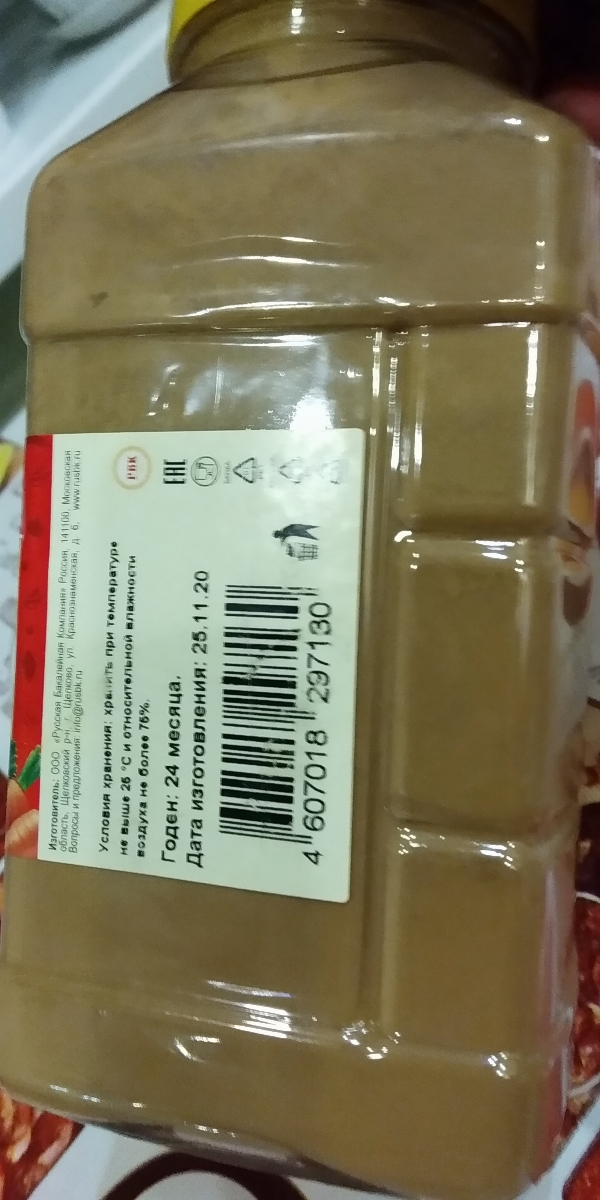 Изготовитель: ООО «Русская Бакалейная Компания» Россия, 141100, Московская
область, Щелковский р-н, г. Щелково, ул. Краснознаменская, д. 6, www.rusbk.ru
Вопросы и предложения info@rusbk.ru
Условия хранения: хранить при температуре
не выше 25 °С и относительной влажности
воздуха не более 75%.
Годен: 24 месяца.
Дата изготовления: 25.11.20
4 607018 297130
РБК
ЕАС